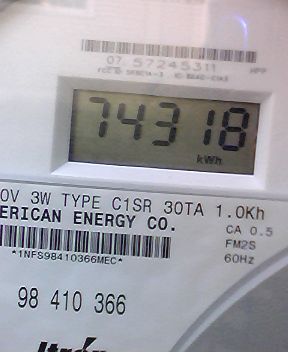 07 57245311
74318
kWh
0V 3W TYPE C1SR 30TA 1.0Kh
ERICAN ENERGY CO.
CA 0.5
FM2S
*1NFS98410366MEC*
60Hz
98 410 366
Itron